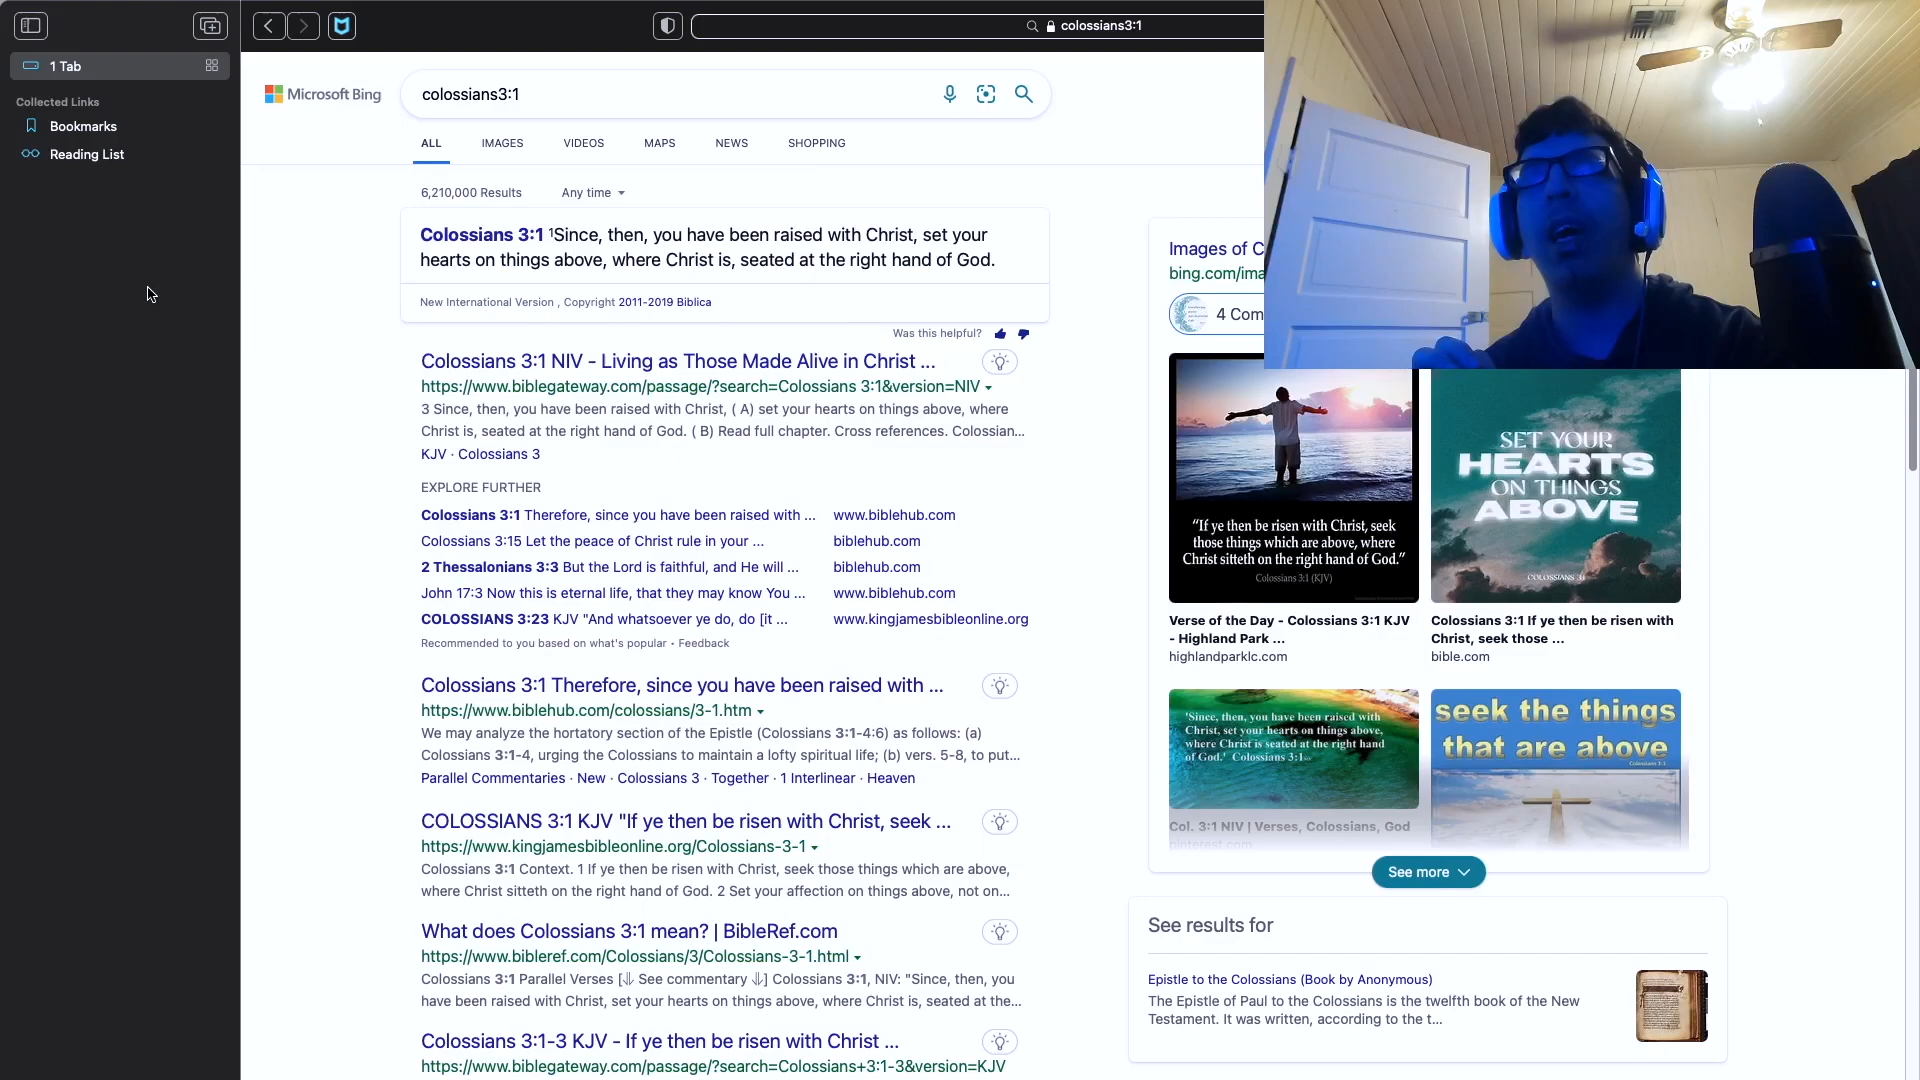 1 Tab
Collected Links
Bookmarks
Reading List
colossians3:1
Microsoft Bing
colossians3:1
ALL
IMAGES
VIDEOS
MAPS
NEWS
SHOPPING
6,210,000 Results
Any time
Colossians 3:1 ¹Since, then, you have been raised with Christ, set your
hearts on things above, where Christ is, seated at the right hand of God.
New International Version , Copyright 2011-2019 Biblica
Was this helpful?
Colossians 3:1 NIV - Living as Those Made Alive in Christ ...
https://www.biblegateway.com/passage/?search=Colossians 3:1&version=NIV
3 Since, then, you have been raised with Christ, ( A) set your hearts on things above, where
Christ is, seated at the right hand of God. ( B) Read full chapter. Cross references. Colossian...
KJV · Colossians 3
EXPLORE FURTHER
Colossians 3:1 Therefore, since you have been raised with ... www.biblehub.com
Colossians 3:15 Let the peace of Christ rule in your ... biblehub.com
2 Thessalonians 3:3 But the Lord is faithful, and He will ... biblehub.com
John 17:3 Now this is eternal life, that they may know You ... www.biblehub.com
COLOSSIANS 3:23 KJV "And whatsoever ye do, do [it ... www.kingjamesbibleonline.org
Recommended to you based on what's popular • Feedback
Colossians 3:1 Therefore, since you have been raised with ...
https://www.biblehub.com/colossians/3-1.htm
We may analyze the hortatory section of the Epistle (Colossians 3:1-4:6) as follows: (a)
Colossians 3:1-4, urging the Colossians to maintain a lofty spiritual life; (b) vers. 5-8, to put...
Parallel Commentaries · New · Colossians 3 · Together · 1 Interlinear · Heaven
COLOSSIANS 3:1 KJV "If ye then be risen with Christ, seek ...
https://www.kingjamesbibleonline.org/Colossians-3-1
Colossians 3:1 Context. 1 If ye then be risen with Christ, seek those things which are above,
where Christ sitteth on the right hand of God. 2 Set your affection on things above, not on...
What does Colossians 3:1 mean? | BibleRef.com
https://www.bibleref.com/Colossians/3/Colossians-3-1.html
Colossians 3:1 Parallel Verses [⇓ See commentary ⇓] Colossians 3:1, NIV: "Since, then, you
have been raised with Christ, set your hearts on things above, where Christ is, seated at the...
Colossians 3:1-3 KJV - If ye then be risen with Christ ...
https://www.biblegateway.com/passage/?search=Colossians+3:1-3&version=KJV
Images of C
bing.com/ima
4 Com
“If ye then be risen with Christ, seek
those things which are above, where
Christ sitteth on the right hand of God.”
Colossians 3:1 (KJV)
SET YOUR
HEARTS
ON THINGS
ABOVE
COLOSSIANS 3:1
Verse of the Day - Colossians 3:1 KJV
- Highland Park ...
highlandparklc.com
Colossians 3:1 If ye then be risen with
Christ, seek those ...
bible.com
'Since, then, you have been raised with
Christ, set your hearts on things above,
where Christ is seated at the right hand
of God.' Colossians 3:1
seek the things
that are above
Colossians 3:1
Col. 3:1 NIV | Verses, Colossians, God
pinterest.com
See more
See results for
Epistle to the Colossians (Book by Anonymous)
The Epistle of Paul to the Colossians is the twelfth book of the New
Testament. It was written, according to the t...